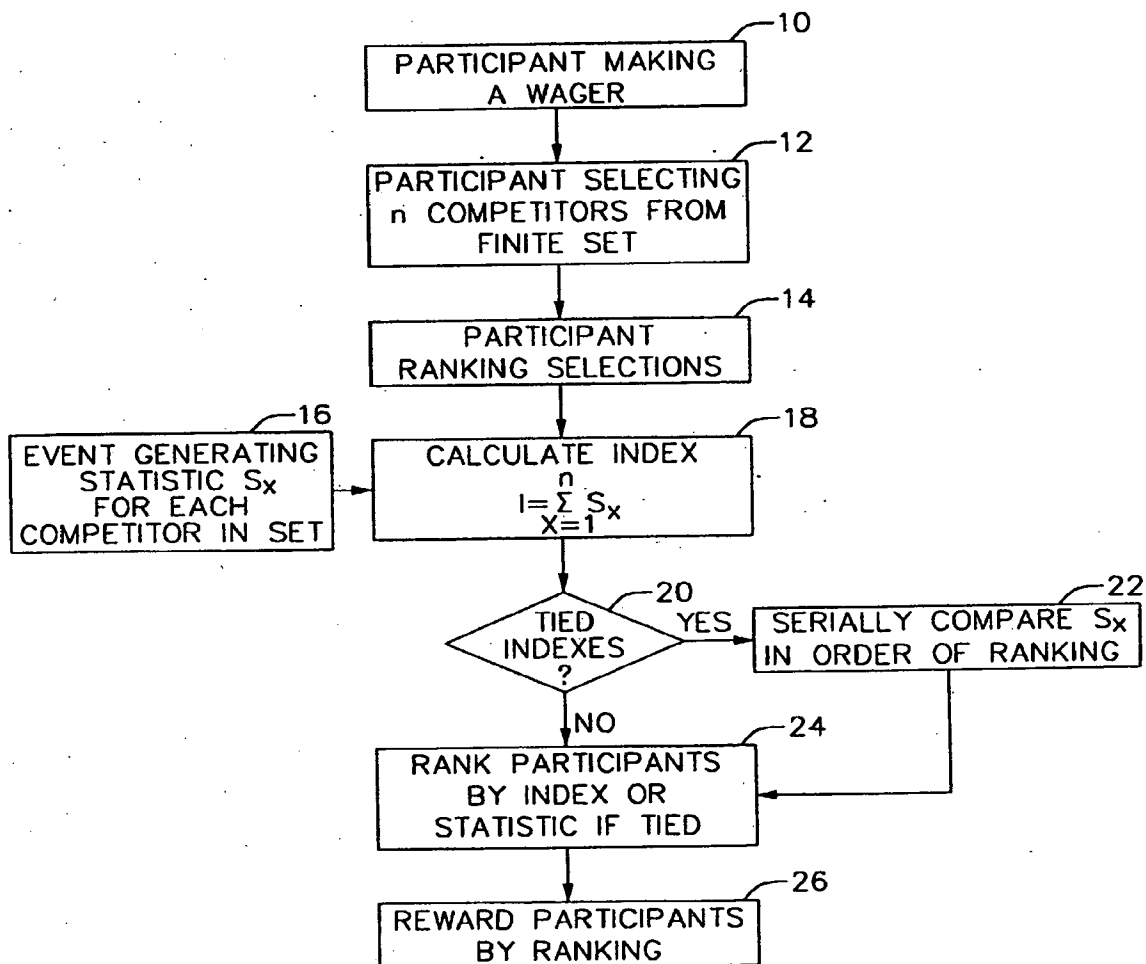 10
PARTICIPANT MAKING
A WAGER
12
PARTICIPANT SELECTING
n COMPETITORS FROM
FINITE SET
14
PARTICIPANT
RANKING SELECTIONS
16
EVENT GENERATING
STATISTIC Sx
FOR EACH
COMPETITOR IN SET
18
CALCULATE INDEX
n
I=Σ Sx
X=1
20
TIED
INDEXES
?
YES
22
SERIALLY COMPARE Sx
IN ORDER OF RANKING
NO
24
RANK PARTICIPANTS
BY INDEX OR
STATISTIC IF TIED
26
REWARD PARTICIPANTS
BY RANKING